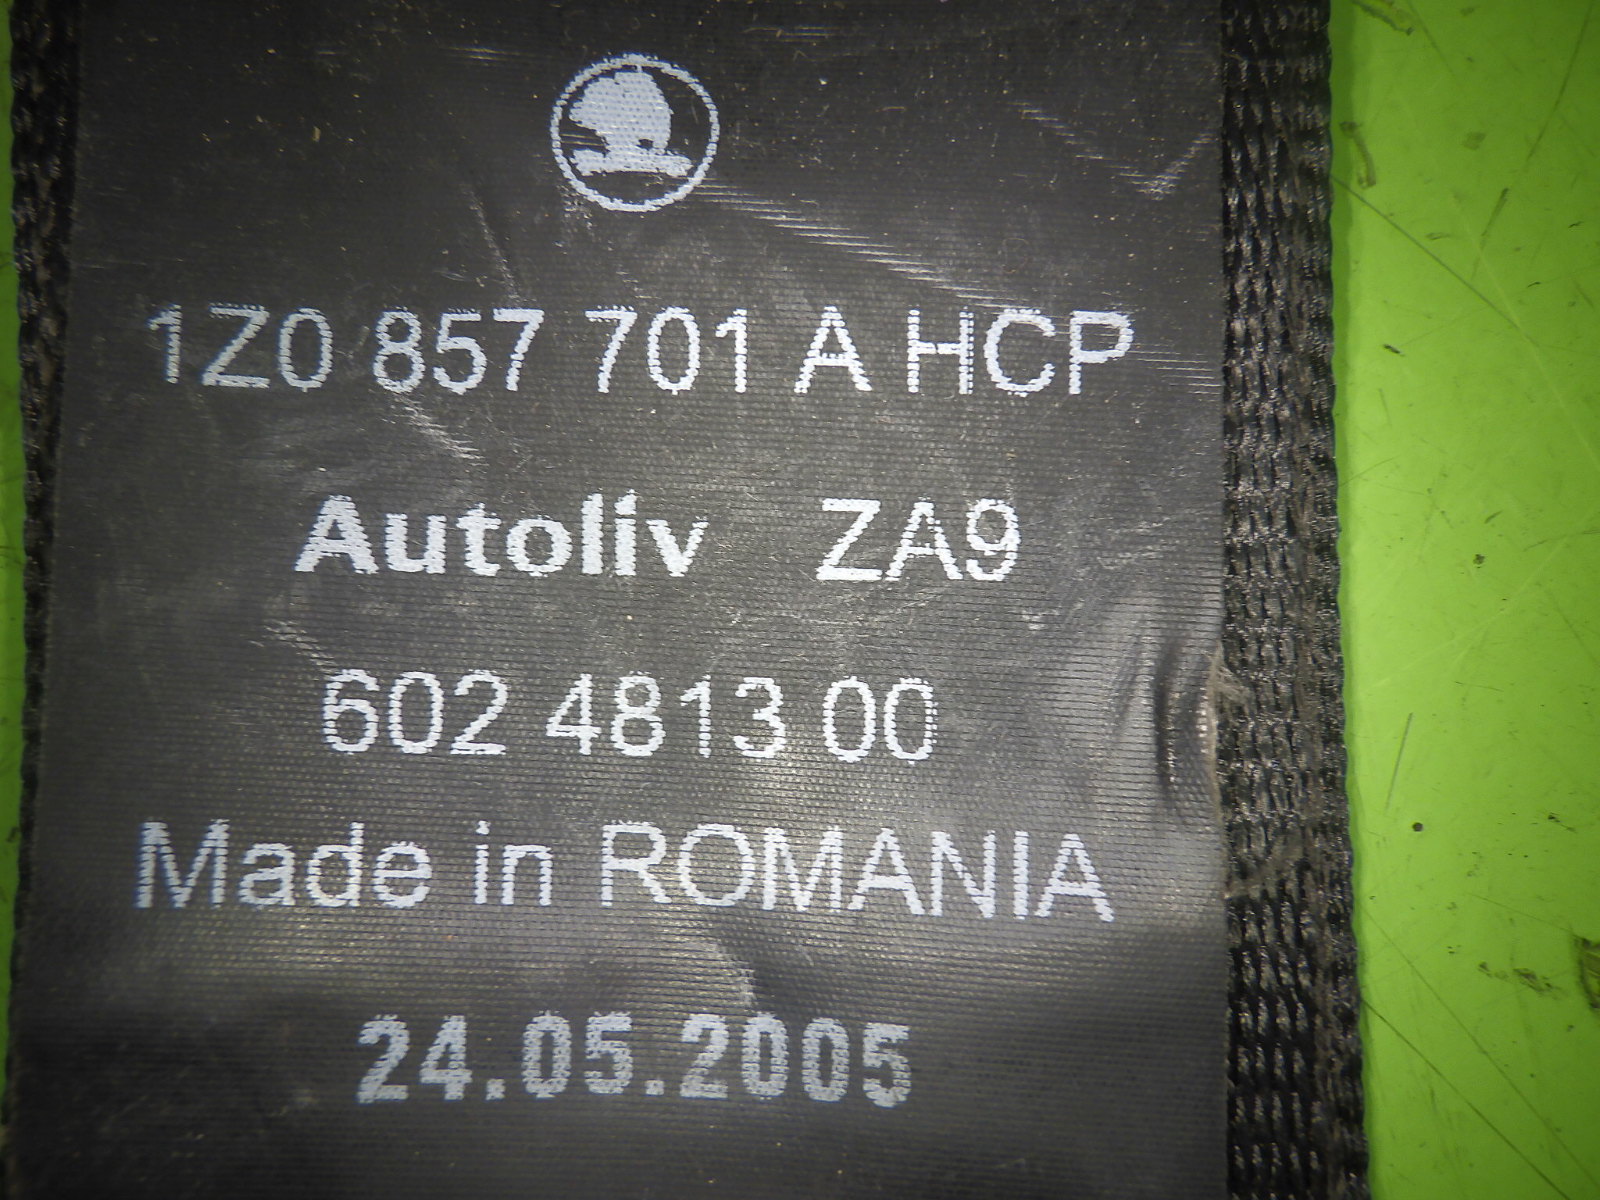 1Z0 857 701 A HCP
Autoliv ZA9
602 4813 00
Made in ROMANIA
24.05.2005